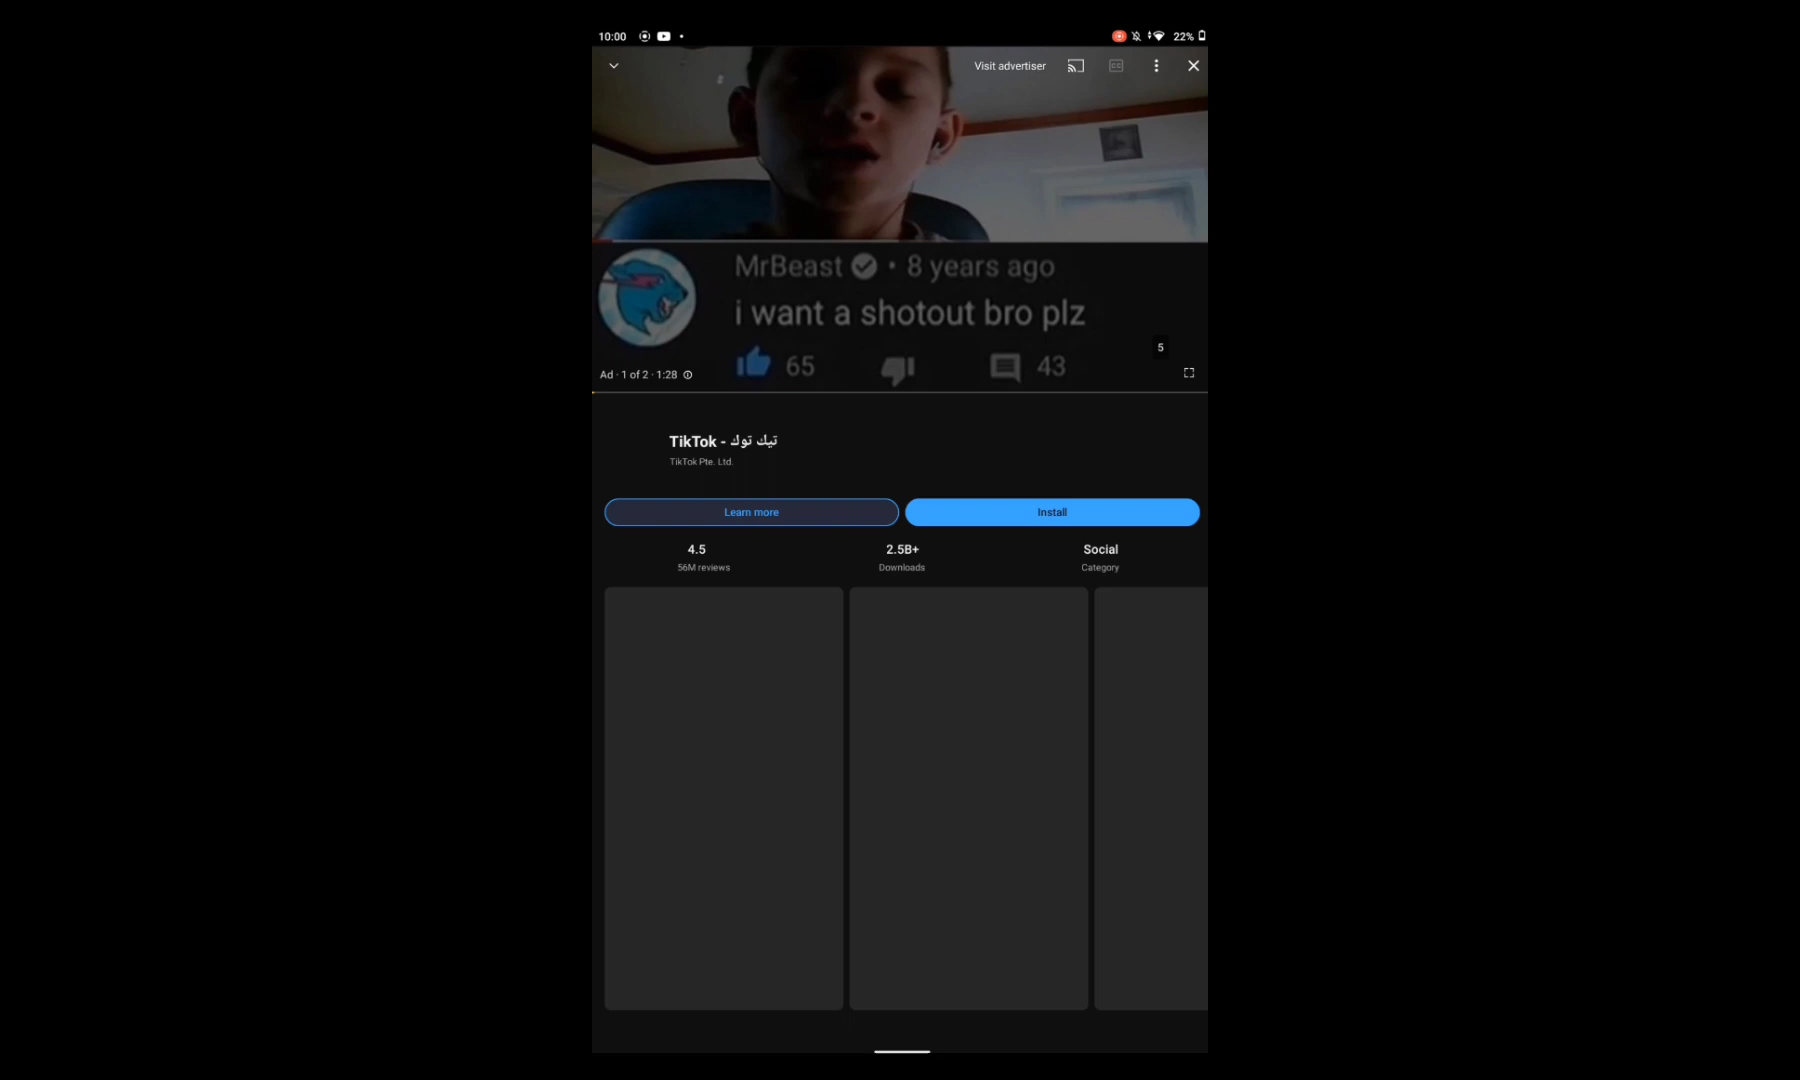 10:00
22%
Visit advertiser
MrBeast • 8 years ago
i want a shotout bro plz
65
43
5
Ad · 1 of 2 · 1:28
TikTok - تيك توك
TikTok Pte. Ltd.
Learn more
Install
4.5
2.5B+
Social
56M reviews
Downloads
Category